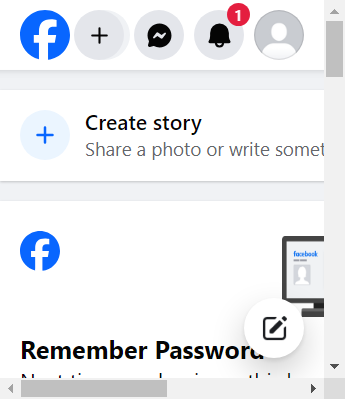 1
Create story
Share a photo or write somet
facebook
Remember Password